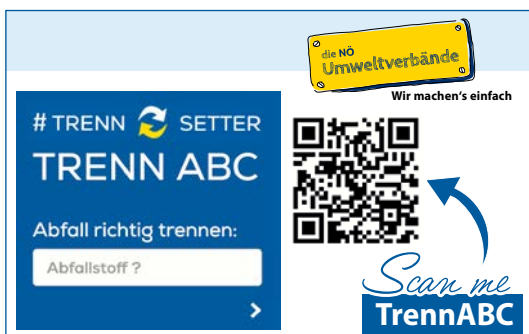 die NÖ
Umweltverbände
Wir machen's einfach
# TRENN SETTER
TRENN ABC
Abfall richtig trennen:
Abfallstoff ?
Scan me
TrennABC